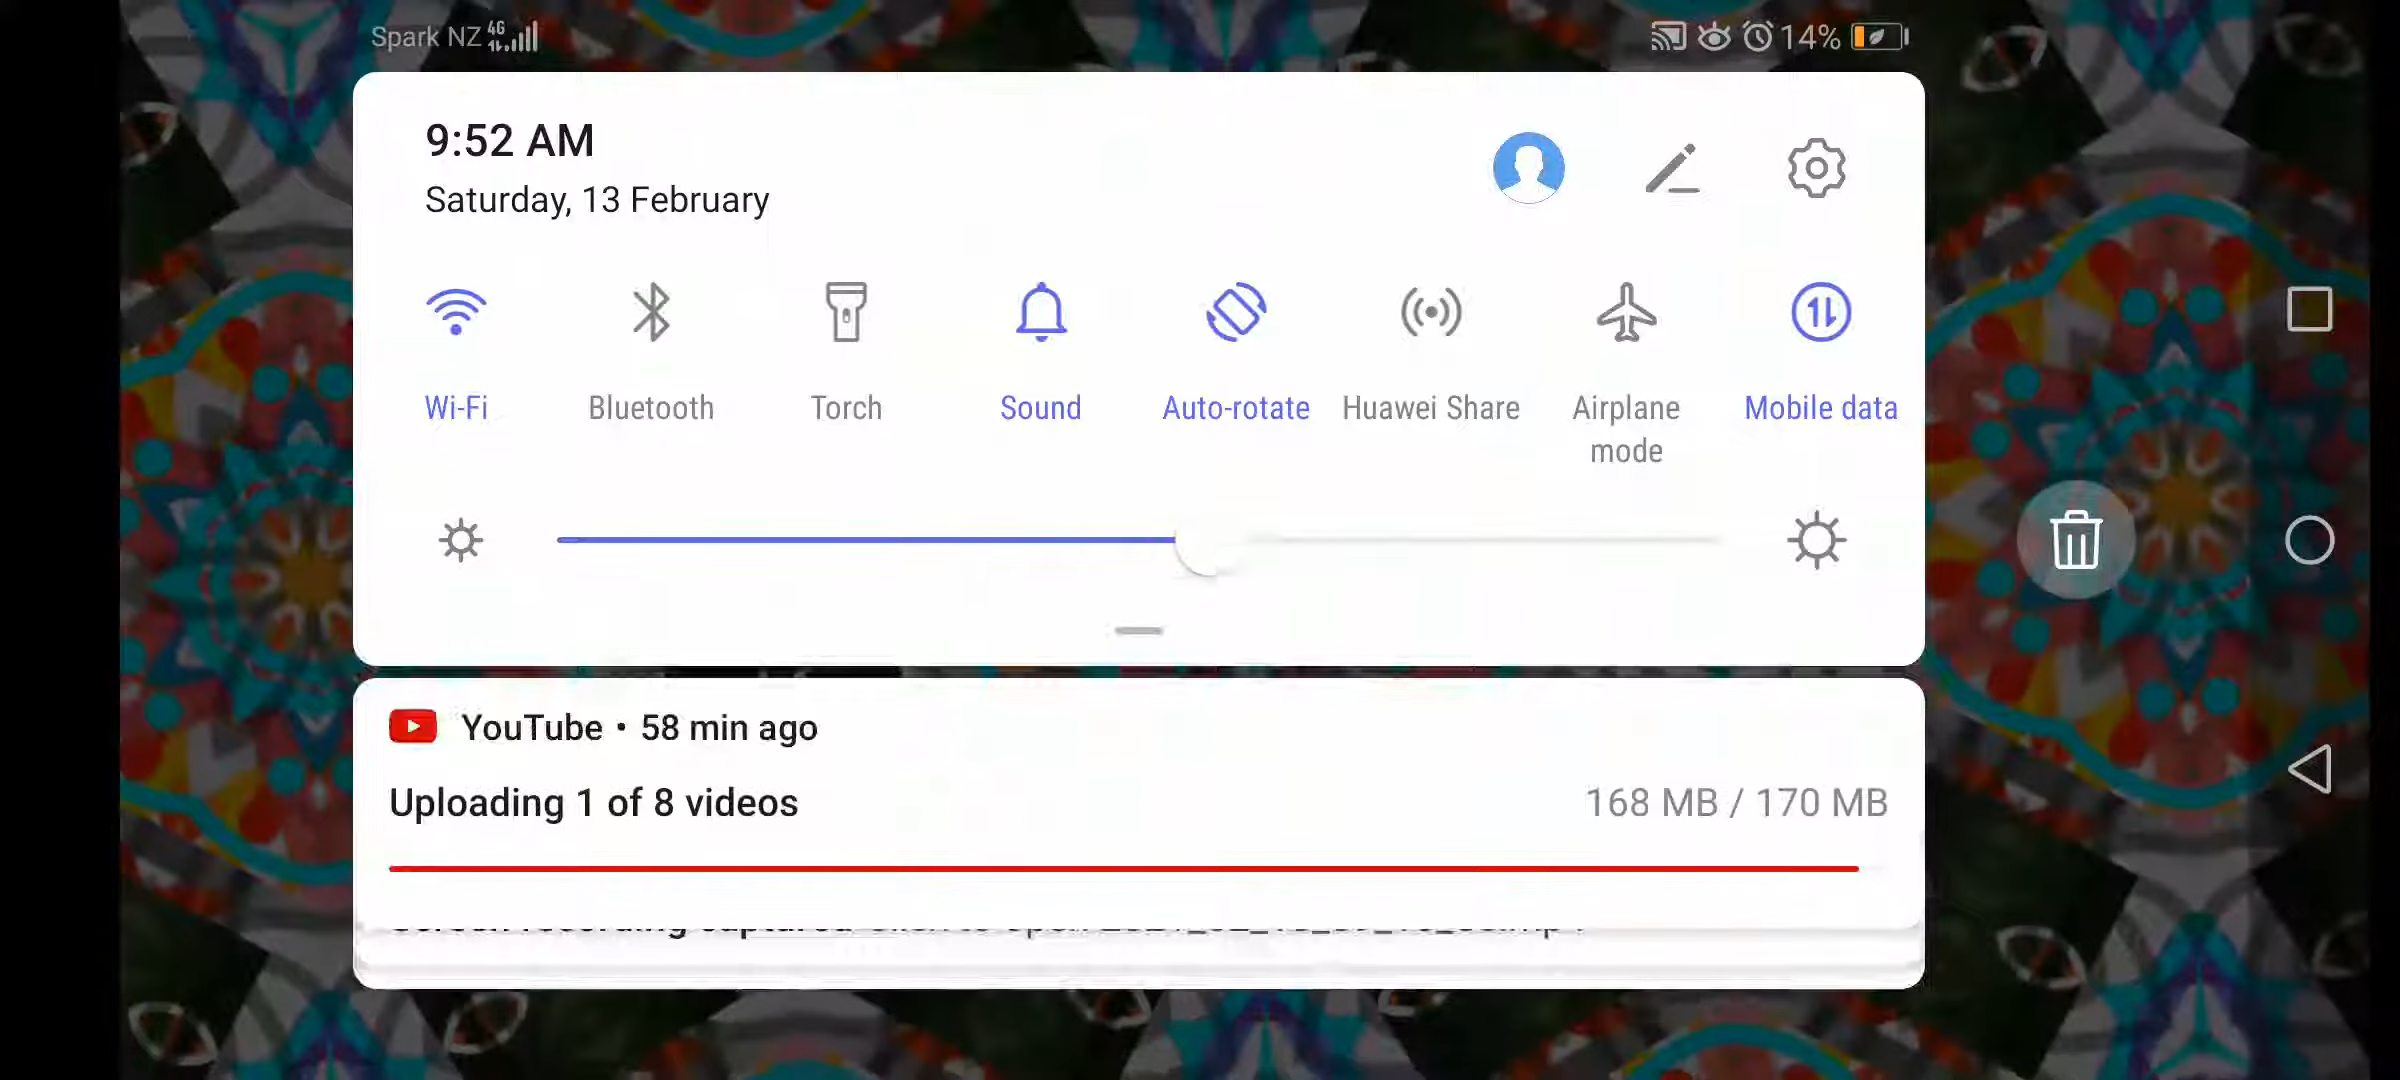 Spark NZ 4G
14%
9:52 AM
Saturday, 13 February
Wi-Fi Bluetooth Torch Sound Auto-rotate Huawei Share Airplane mode Mobile data
YouTube • 58 min ago
Uploading 1 of 8 videos 168 MB / 170 MB